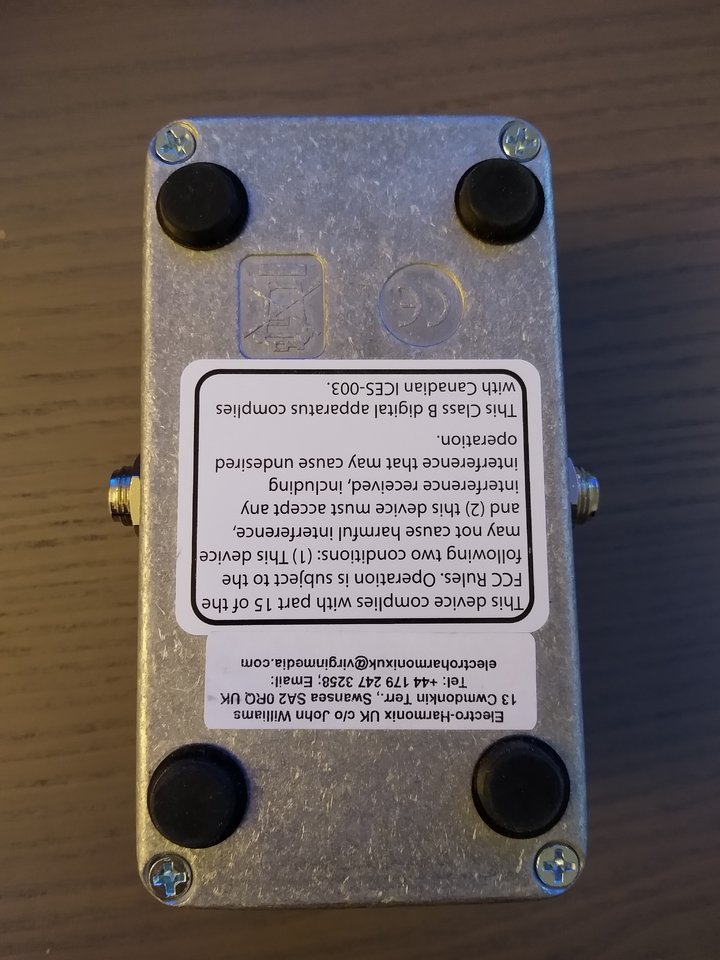 Electro-Harmonix UK c/o John Williams
13 Cwmdonkin Terr., Swansea SA2 0RQ UK
Tel: +44 179 247 3258; Email:
electroharmonixuk@virginmedia.com
This device complies with part 15 of the
FCC Rules. Operation is subject to the
following two conditions: (1) This device
may not cause harmful interference,
and (2) this device must accept any
interference received, including
interference that may cause undesired
operation.
This Class B digital apparatus complies
with Canadian ICES-003.
CE